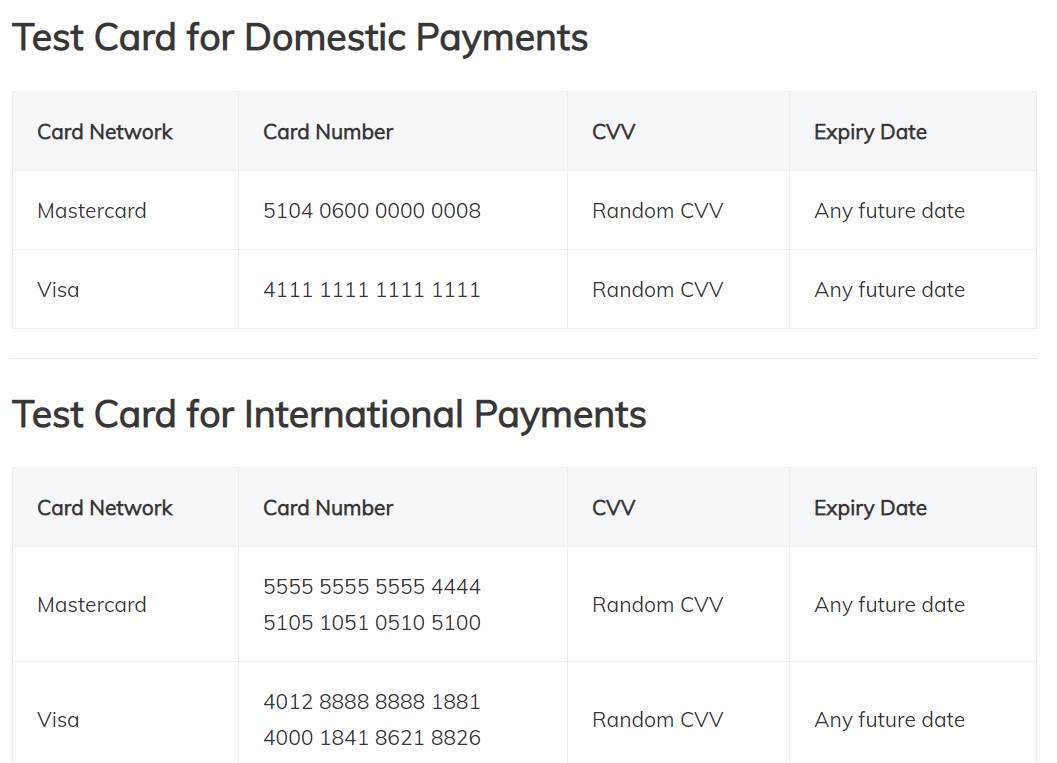 Test Card for Domestic Payments
Card Network Card Number CVV Expiry Date
Mastercard 5104 0600 0000 0008 Random CVV Any future date
Visa 4111 1111 1111 1111 Random CVV Any future date
Test Card for International Payments
Card Network Card Number CVV Expiry Date
Mastercard 5555 5555 5555 4444 Random CVV Any future date
5105 1051 0510 5100
Visa 4012 8888 8888 1881 Random CVV Any future date
4000 1841 8621 8826